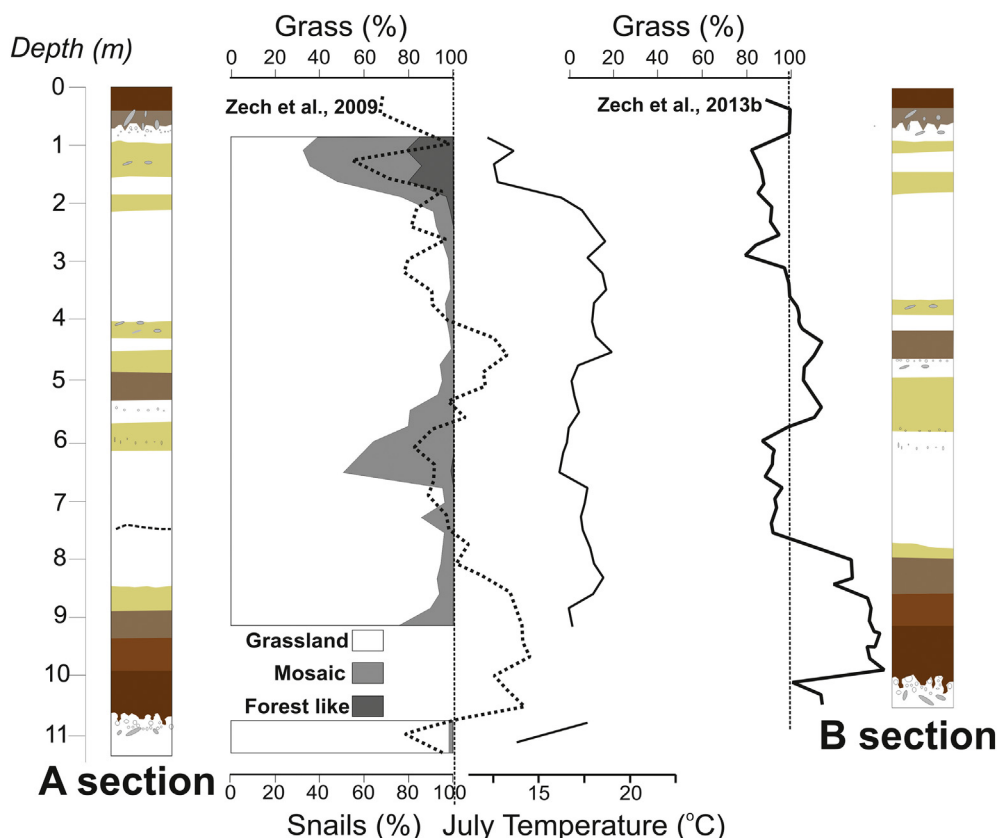 Grass (%)
Grass (%)
Depth (m)
0 20 40 60 80 100
0 20 40 60 80 100
Zech et al., 2009
Zech et al., 2013b
0
1
2
3
4
5
6
7
8
9
10
11
Grassland
Mosaic
Forest like
A section
B section
0 20 40 60 80 100
15 20
Snails (%)
July Temperature (°C)